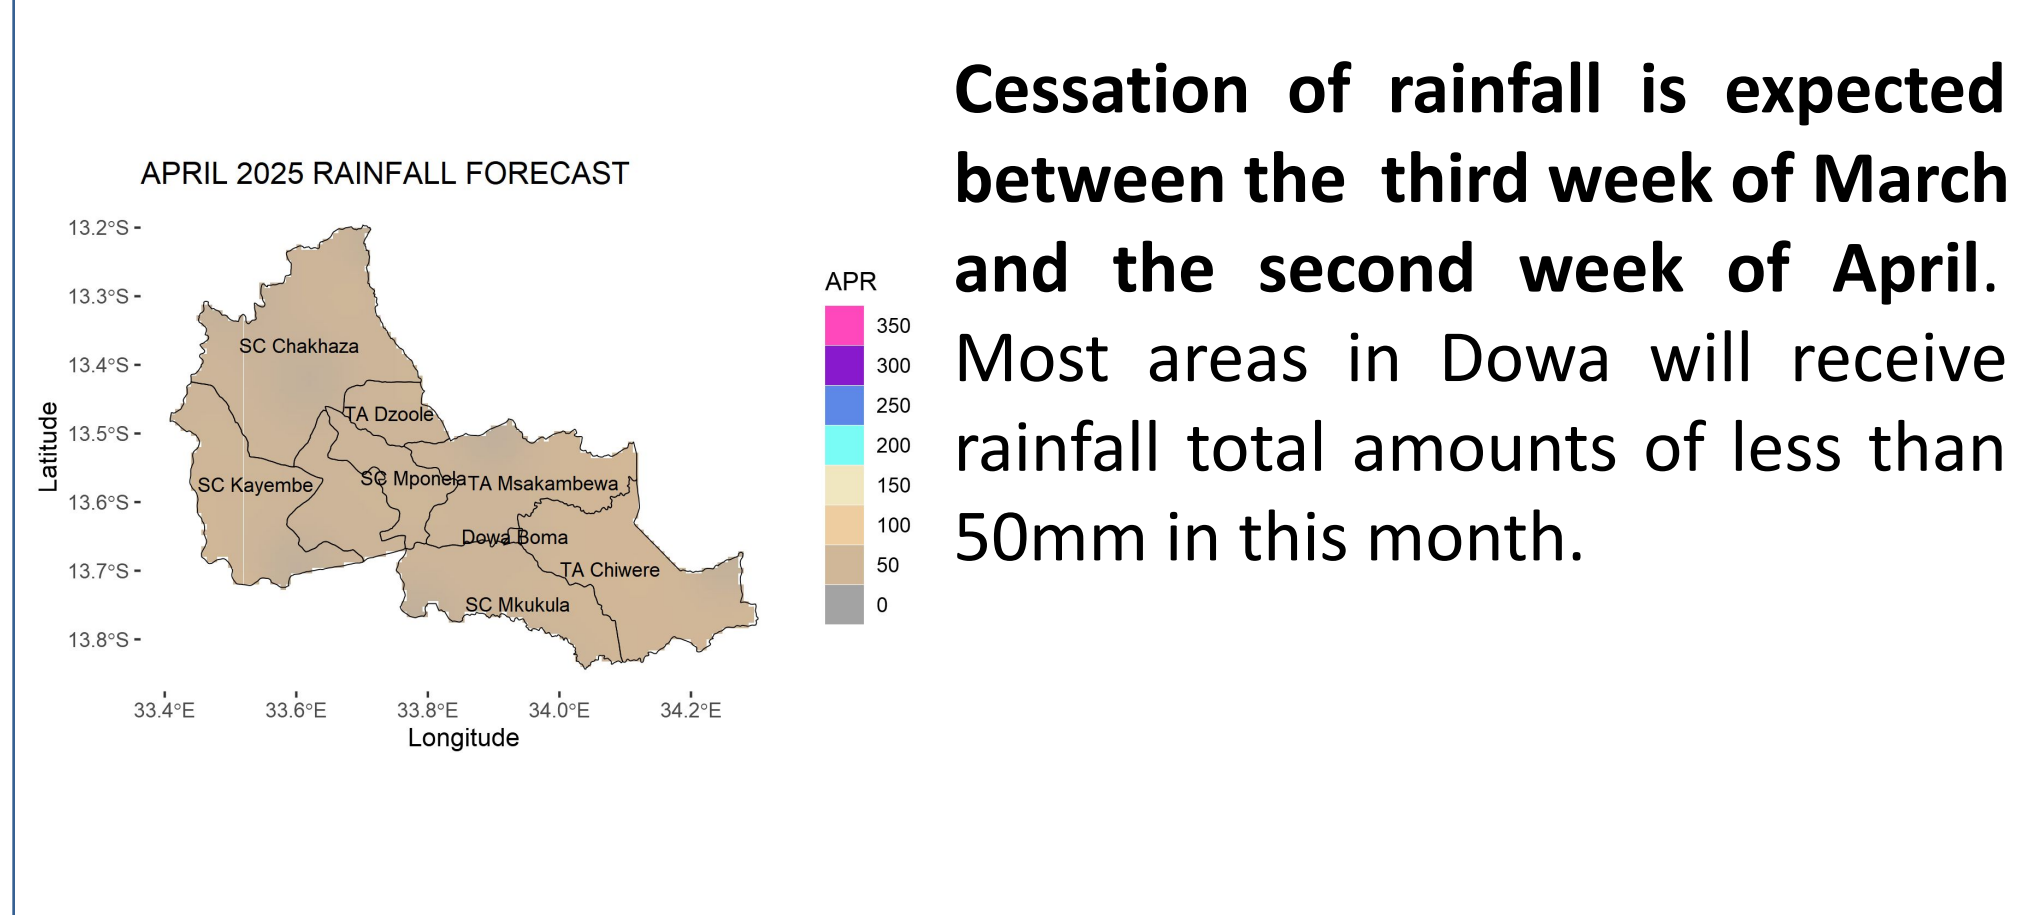 APRIL 2025 RAINFALL FORECAST
Latitude
13.2°S
13.3°S
13.4°S
13.5°S
13.6°S
13.7°S
13.8°S
SC Chakhaza
TA Dzoole
SC Kayembe
SC Mponela
TA Msakambewa
Dowa Boma
TA Chiwere
SC Mkukula
33.4°E 33.6°E 33.8°E 34.0°E 34.2°E
Longitude
APR
350
300
250
200
150
100
50
0
Cessation of rainfall is expected
between the third week of March
and the second week of April.
Most areas in Dowa will receive
rainfall total amounts of less than
50mm in this month.